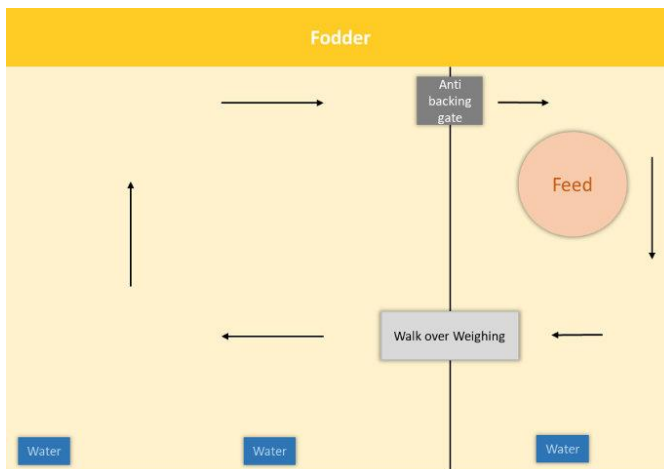 Fodder
Anti
backing
gate
Feed
Walk over Weighing
Water
Water
Water